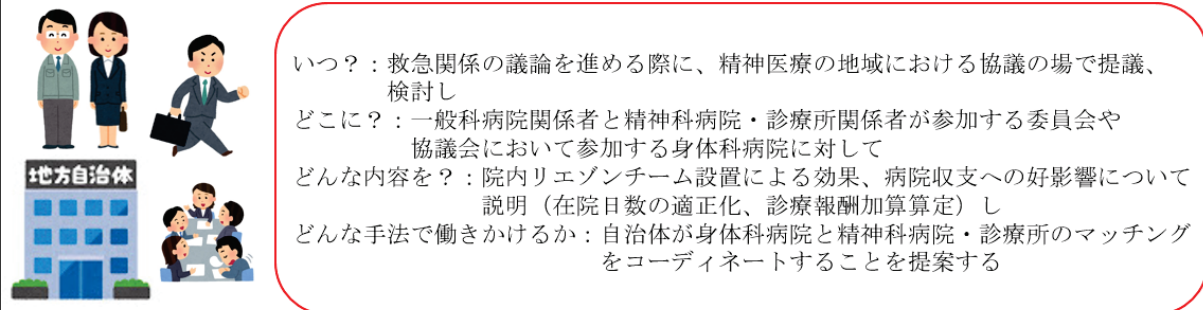 地方自治体
いつ？：救急関係の議論を進める際に、精神医療の地域における協議の場で提議、
検討し
どこに？：一般科病院関係者と精神科病院・診療所関係者が参加する委員会や
協議会において参加する身体科病院に対して
どんな内容を？：院内リエゾンチーム設置による効果、病院収支への好影響について
説明（在院日数の適正化、診療報酬加算算定）し
どんな手法で働きかけるか：自治体が身体科病院と精神科病院・診療所のマッチング
をコーディネートすることを提案する